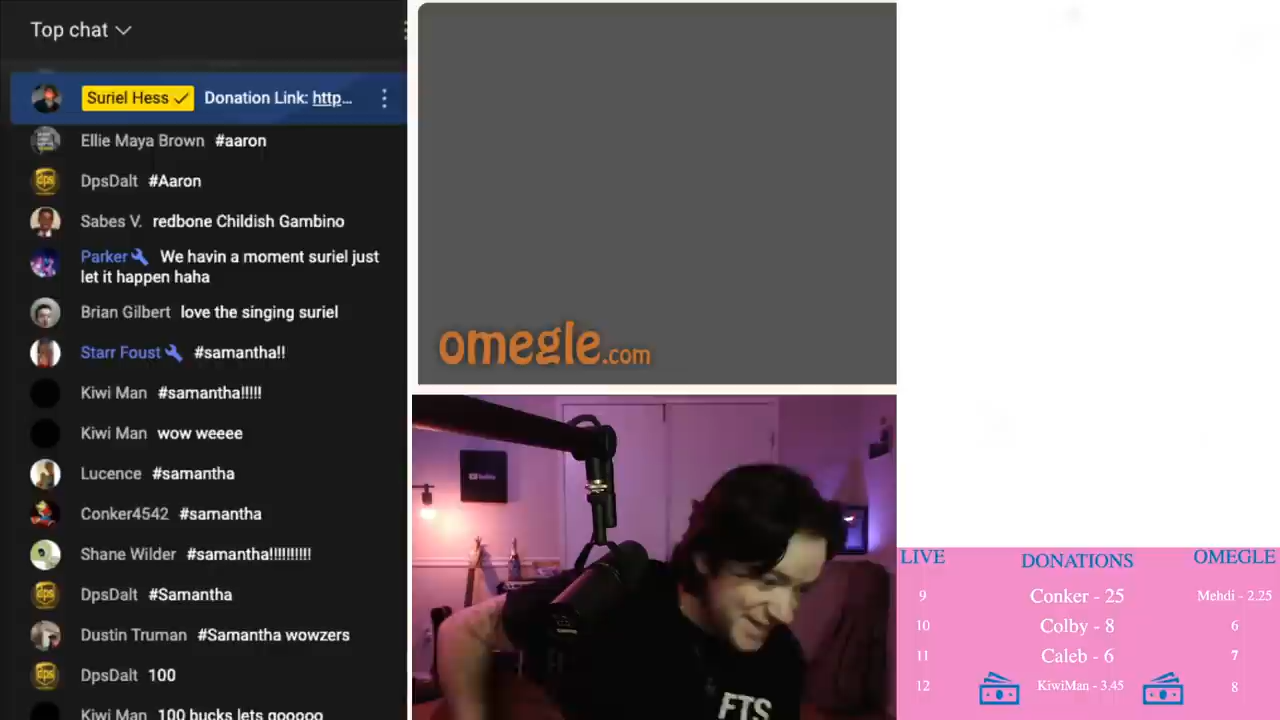 Top chat
Suriel Hess Donation Link: http...
Ellie Maya Brown #aaron
DpsDalt #Aaron
Sabes V. redbone Childish Gambino
Parker We havin a moment suriel just
let it happen haha
Brian Gilbert love the singing suriel
Starr Foust #samantha!!
Kiwi Man #samantha!!!!!
Kiwi Man wow weeee
Lucence #samantha
Conker4542 #samantha
Shane Wilder #samantha!!!!!!!!!!
DpsDalt #Samantha
Dustin Truman #Samantha wowzers
DpsDalt 100
Kiwi Man 100 bucks lets gooooo
omegle.com
YouTube
FTS
LIVE DONATIONS OMEGLE
9 Conker - 25 Mehdi - 2.25
10 Colby - 8 6
11 Caleb - 6 7
12 KiwiMan - 3.45 8